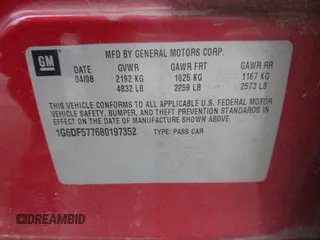 GM
MFD BY GENERAL MOTORS CORP.
DATE GVWR GAWR FRT GAWR RR
04/08 2192 KG 1025 KG 1167 KG
4832 LB 2259 LB 2573 LB
THIS VEHICLE CONFORMS TO ALL APPLICABLE U.S. FEDERAL MOTOR
VEHICLE SAFETY, BUMPER, AND THEFT PREVENTION STANDARDS IN
EFFECT ON THE DATE OF MANUFACTURE SHOWN ABOVE.
1G6DF577680197352 TYPE: PASS CAR
DREAMBID